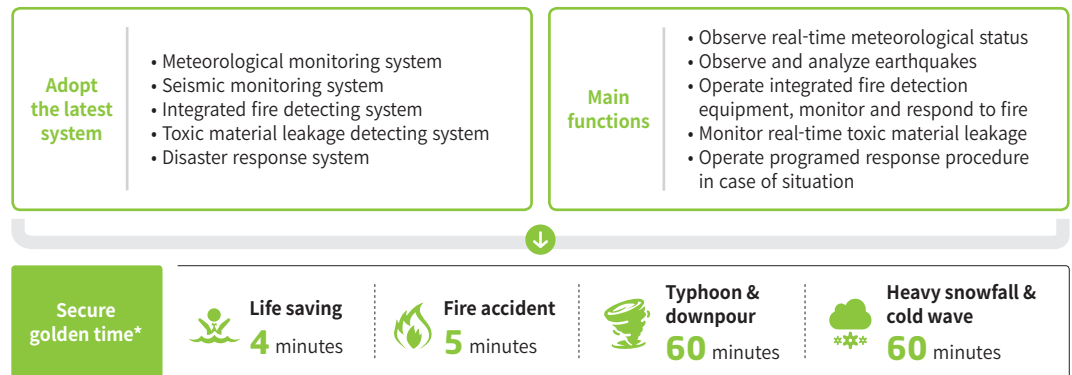 Adopt
the latest
system
• Meteorological monitoring system
• Seismic monitoring system
• Integrated fire detecting system
• Toxic material leakage detecting system
• Disaster response system
Main
functions
• Observe real-time meteorological status
• Observe and analyze earthquakes
• Operate integrated fire detection
equipment, monitor and respond to fire
• Monitor real-time toxic material leakage
• Operate programed response procedure
in case of situation
Secure
golden time*
Life saving
4 minutes
Fire accident
5 minutes
Typhoon &
downpour
60 minutes
Heavy snowfall &
cold wave
60 minutes